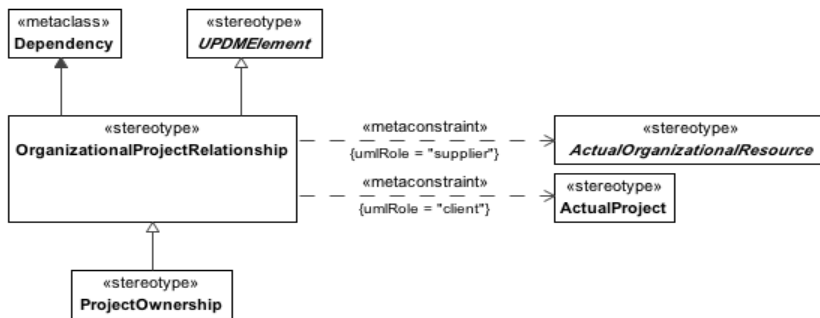 «metaclass»
Dependency
«stereotype»
UPDMElement
«stereotype»
OrganizationalProjectRelationship
«metaconstraint»
{umlRole = "supplier"}
«stereotype»
ActualOrganizationalResource
«metaconstraint»
{umlRole = "client"}
«stereotype»
ActualProject
«stereotype»
ProjectOwnership